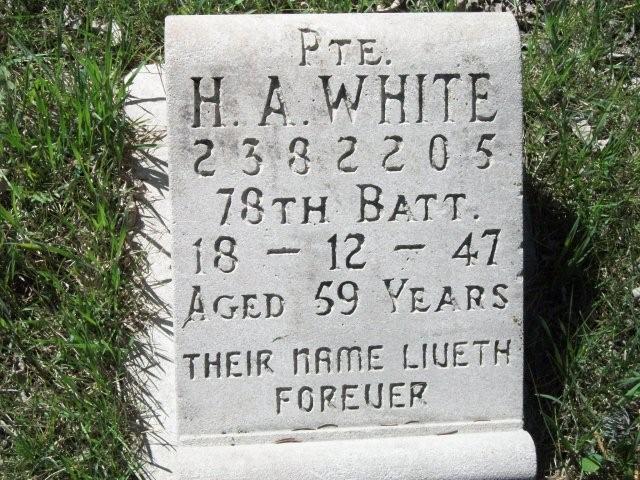 PTE.
H. A. WHITE
2382205
78TH BATT.
18 - 12 - 47
AGED 59 YEARS
THEIR NAME LIVETH
FOREVER